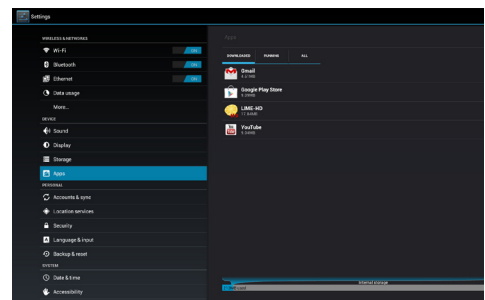 Settings
WIRELESS & NETWORKS
Wi-Fi ON
Bluetooth ON
Ethernet ON
Data usage
More...
DEVICE
Sound
Display
Storage
Apps
PERSONAL
Accounts & sync
Location services
Security
Language & input
Backup & reset
SYSTEM
Date & time
Accessibility
Apps
DOWNLOADED RUNNING ALL
Gmail
Google Play Store
LIME-HD
YouTube
Internal storage
used